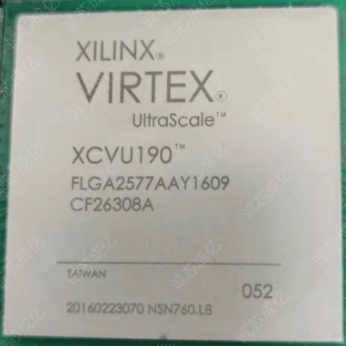 XILINX®
VIRTEX®
UltraScale™
XCVU190™
FLGA2577AAY1609
CF26308A
TAIWAN
052
20160223070 NSN760.L8